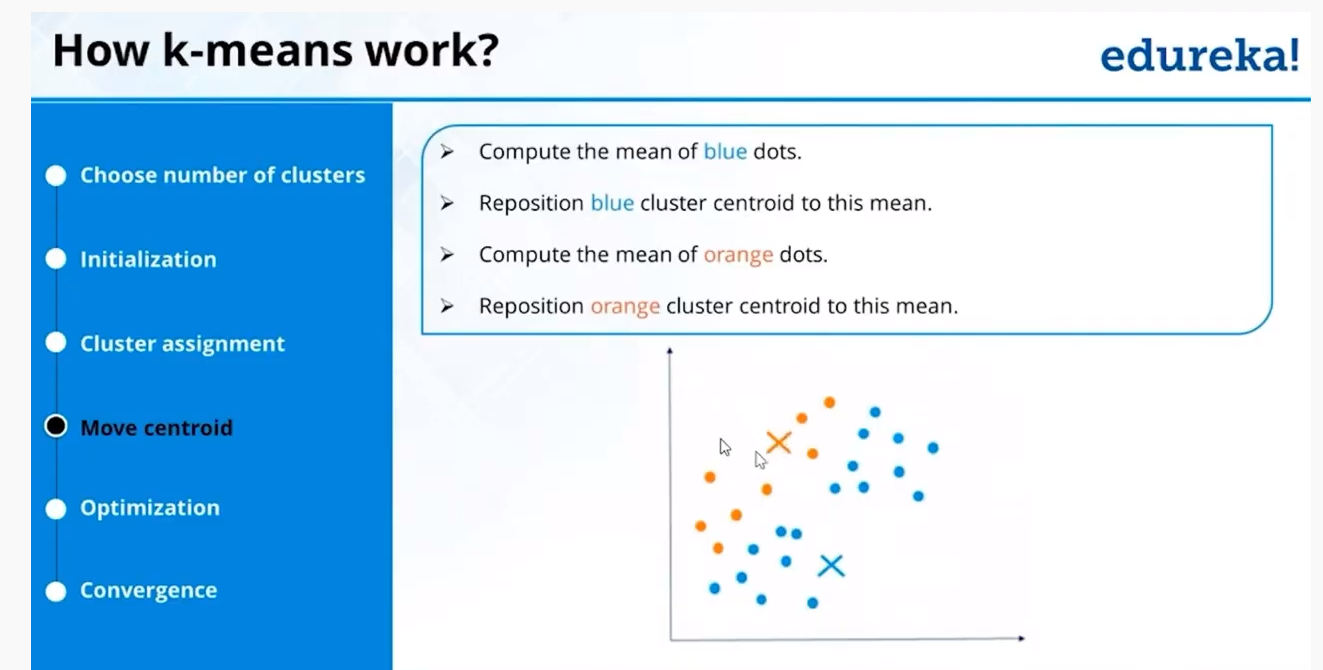 How k-means work?
edureka!
Choose number of clusters
Initialization
Cluster assignment
Move centroid
Optimization
Convergence
➢ Compute the mean of blue dots.
➢ Reposition blue cluster centroid to this mean.
➢ Compute the mean of orange dots.
➢ Reposition orange cluster centroid to this mean.